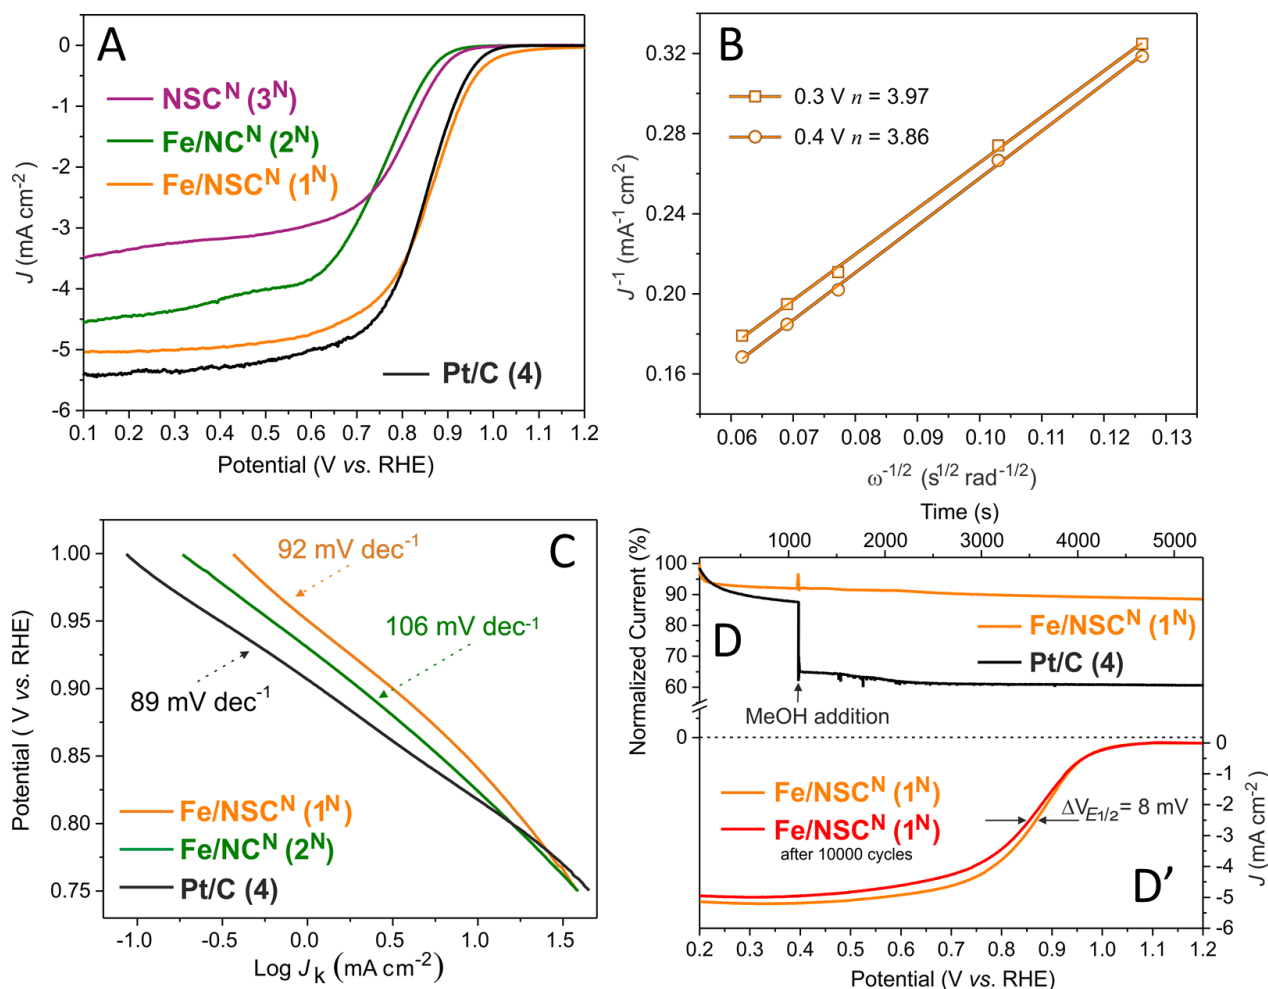 A
NSC^N (3^N)
Fe/NC^N (2^N)
Fe/NSC^N (1^N)
Pt/C (4)
0
-1
-2
-3
-4
-5
-6
J (mA cm^-2)
0.1 0.2 0.3 0.4 0.5 0.6 0.7 0.8 0.9 1.0 1.1 1.2
Potential (V vs. RHE)
B
0.3 V n = 3.97
0.4 V n = 3.86
0.32
0.28
0.24
0.20
0.16
J^-1 (mA^-1 cm^2)
0.06 0.07 0.08 0.09 0.10 0.11 0.12 0.13
ω^-1/2 (s^1/2 rad^-1/2)
C
92 mV dec^-1
106 mV dec^-1
89 mV dec^-1
Fe/NSC^N (1^N)
Fe/NC^N (2^N)
Pt/C (4)
1.00
0.95
0.90
0.85
0.80
0.75
Potential ( V vs. RHE)
-1.0 -0.5 0.0 0.5 1.0 1.5
Log J_k (mA cm^-2)
Time (s)
0 1000 2000 3000 4000 5000
100
90
80
70
60
0
Normalized Current (%)
D
Fe/NSC^N (1^N)
Pt/C (4)
MeOH addition
Fe/NSC^N (1^N)
Fe/NSC^N (1^N)
after 10000 cycles
ΔV_E1/2 = 8 mV
D'
0
-1
-2
-3
-4
-5
-6
J (mA cm^-2)
0.2 0.3 0.4 0.5 0.6 0.7 0.8 0.9 1.0 1.1 1.2
Potential (V vs. RHE)